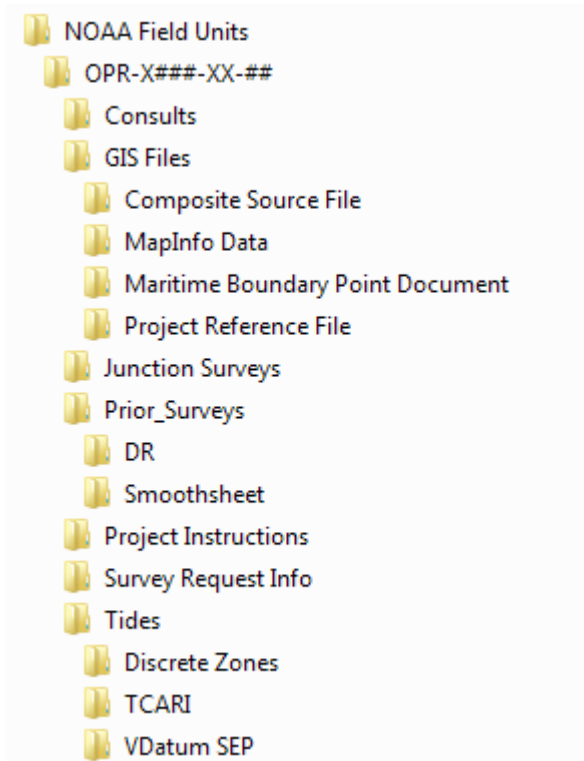 NOAA Field Units
OPR-X###-XX-##
Consults
GIS Files
Composite Source File
MapInfo Data
Maritime Boundary Point Document
Project Reference File
Junction Surveys
Prior_Surveys
DR
Smoothsheet
Project Instructions
Survey Request Info
Tides
Discrete Zones
TCARI
VDatum SEP